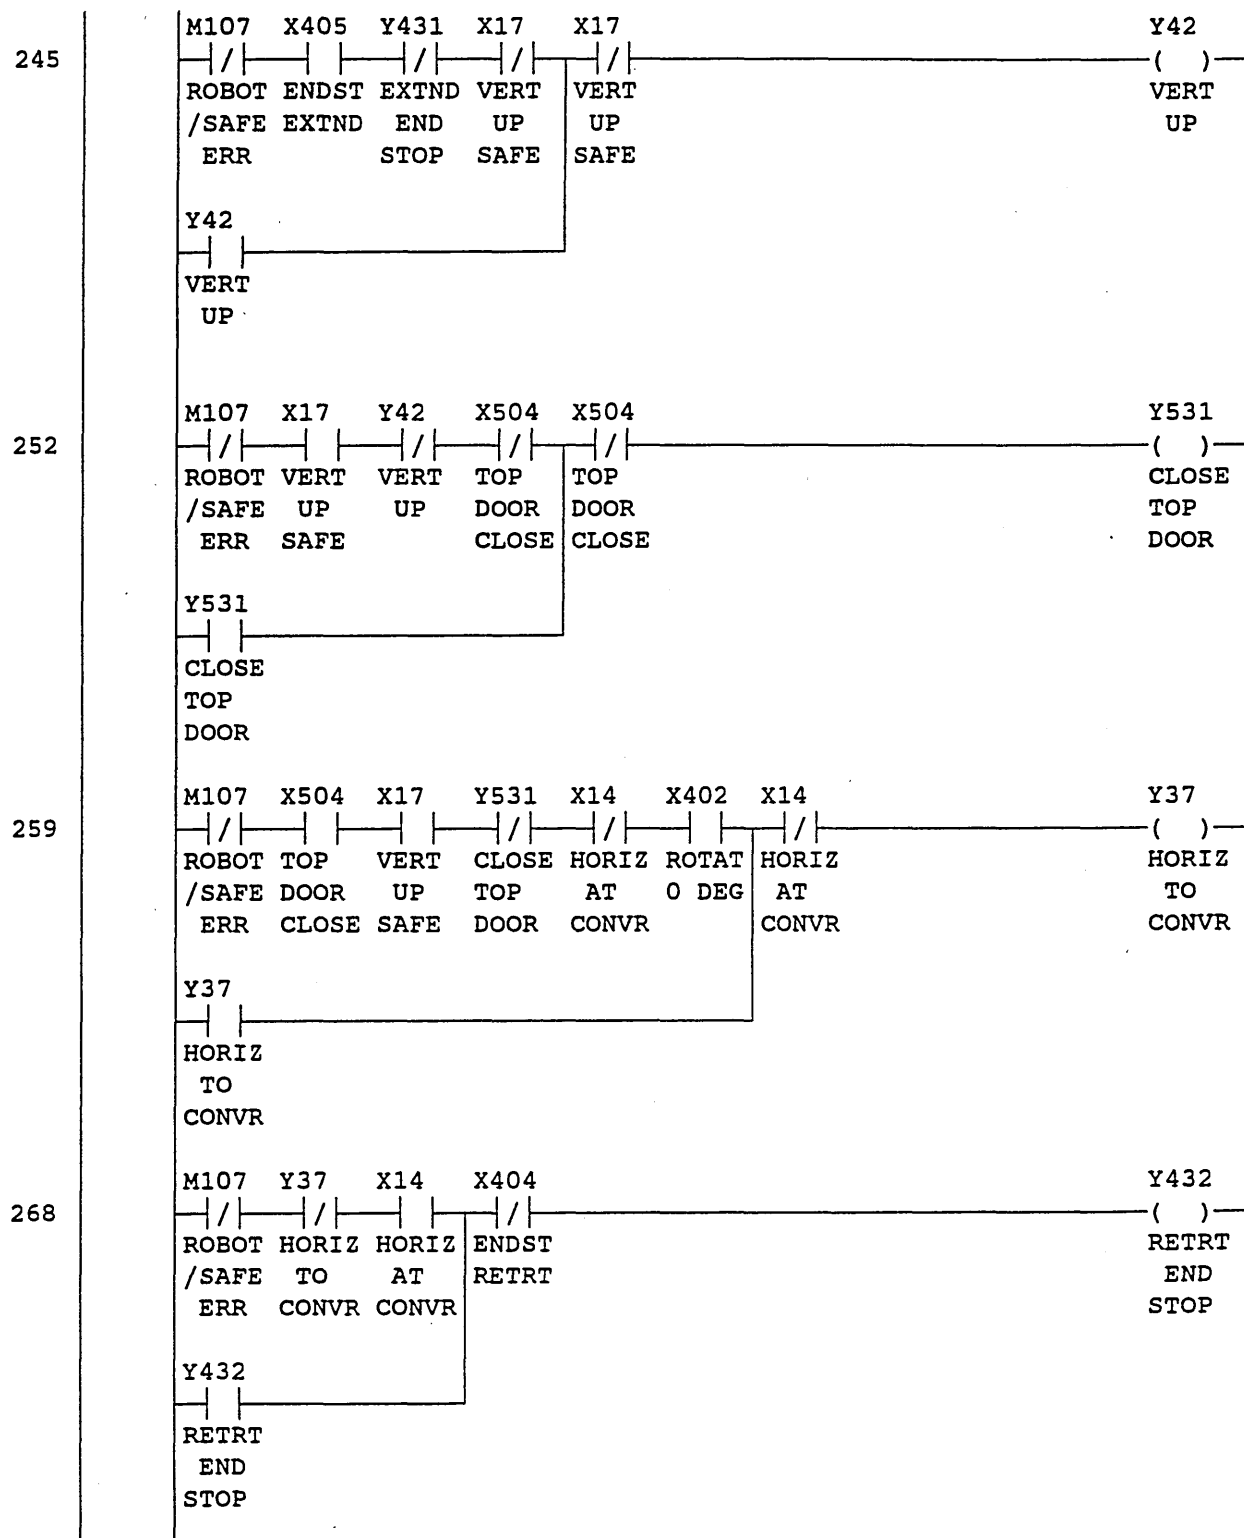 M107 X405 Y431 X17 X17 Y42
245
ROBOT ENDST EXTND VERT VERT VERT
/SAFE EXTND END UP UP UP
ERR STOP SAFE SAFE
Y42
VERT
UP
M107 X17 Y42 X504 X504 Y531
252
ROBOT VERT VERT TOP TOP CLOSE
/SAFE UP UP DOOR DOOR TOP
ERR SAFE CLOSE CLOSE DOOR
Y531
CLOSE
TOP
DOOR
M107 X504 X17 Y531 X14 X402 X14 Y37
259
ROBOT TOP VERT CLOSE HORIZ ROTAT HORIZ HORIZ
/SAFE DOOR UP TOP AT 0 DEG AT TO
ERR CLOSE SAFE DOOR CONVR CONVR CONVR
Y37
HORIZ
TO
CONVR
M107 Y37 X14 X404 Y432
268
ROBOT HORIZ HORIZ ENDST RETRT
/SAFE TO AT RETRT END
ERR CONVR CONVR STOP
Y432
RETRT
END
STOP